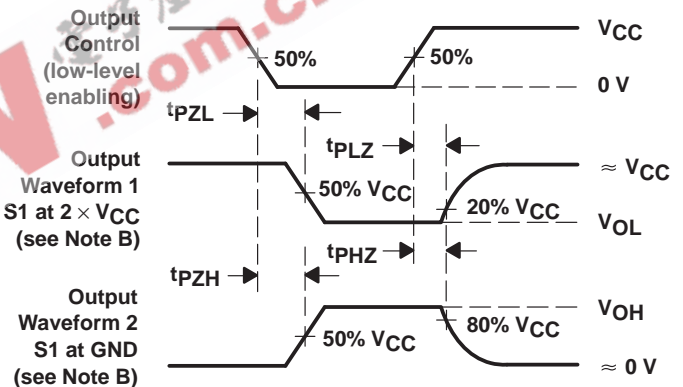 Output
Control
(low-level
enabling)
50%
50%
VCC
0 V
tPZL
tPLZ
Output
Waveform 1
S1 at 2 × VCC
(see Note B)
50% VCC
20% VCC
≈ VCC
VOL
tPHZ
tPZH
Output
Waveform 2
S1 at GND
(see Note B)
50% VCC
80% VCC
VOH
≈ 0 V
.com.c